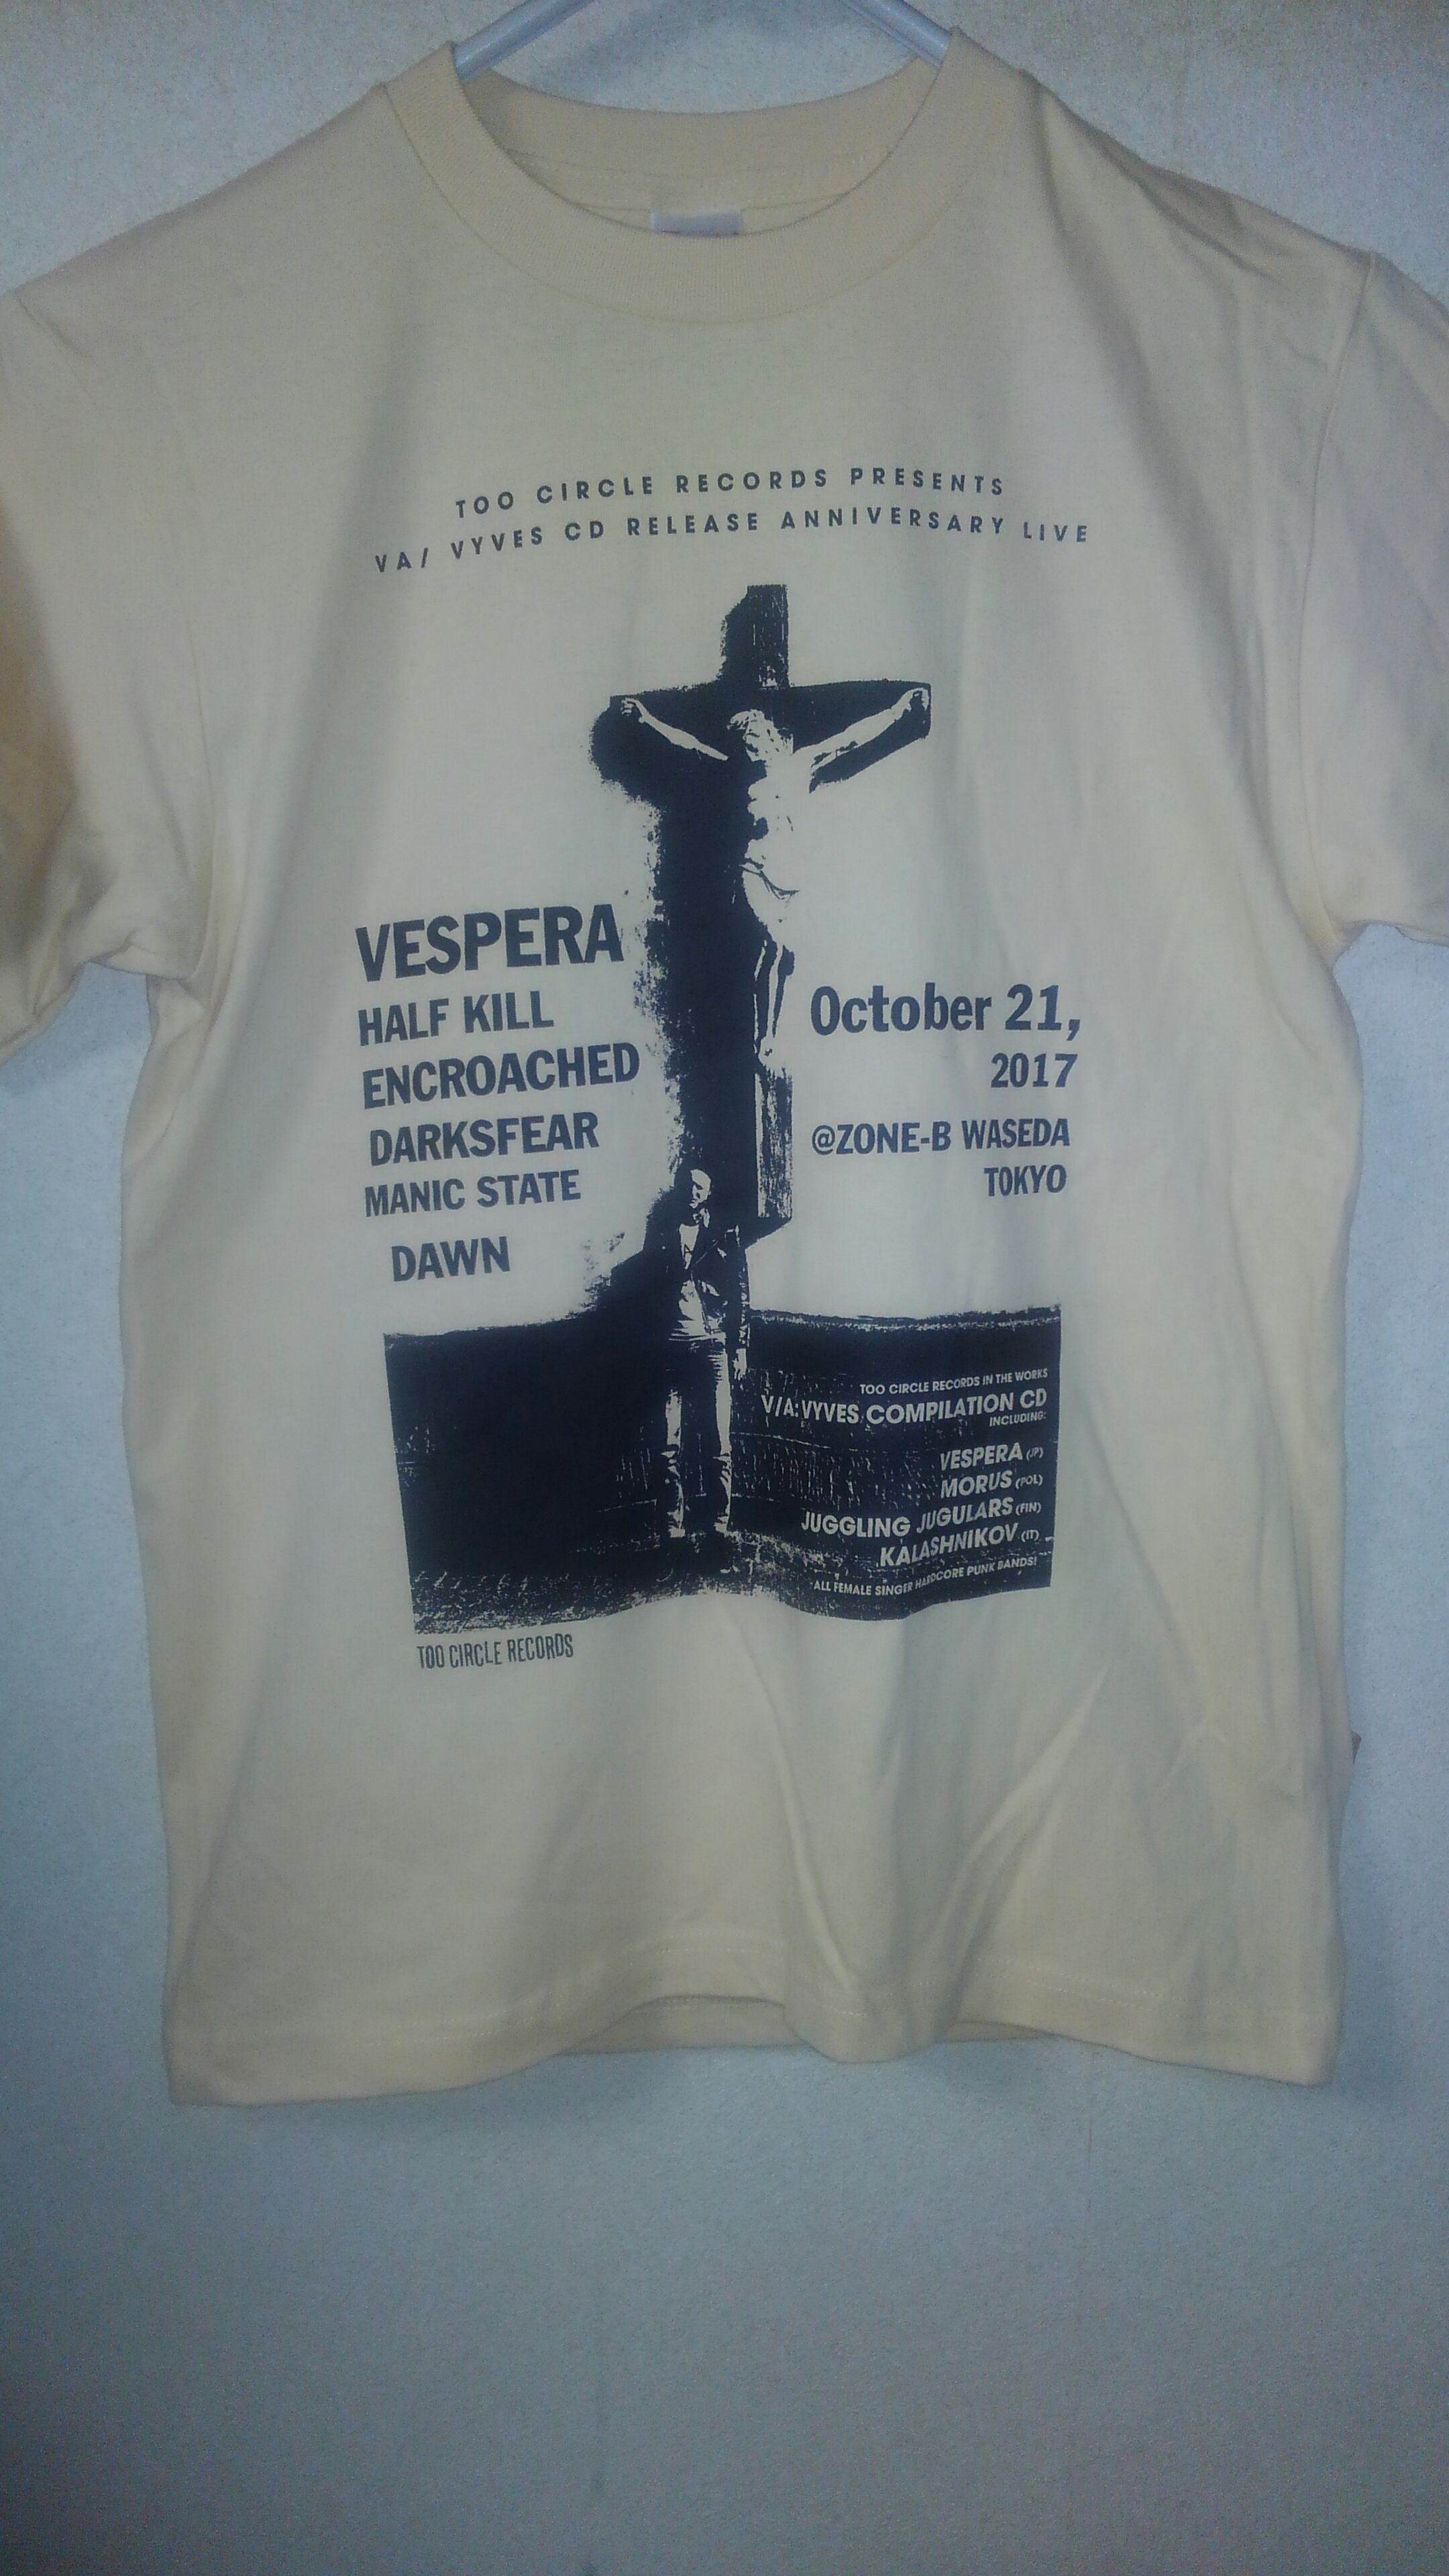 TOO CIRCLE RECORDS PRESENTS
VA/ VYVES CD RELEASE ANNIVERSARY LIVE
VESPERA
HALF KILL
ENCROACHED
DARKSFEAR
MANIC STATE
DAWN
October 21,
2017
@ZONE-B WASEDA
TOKYO
TOO CIRCLE RECORDS IN THE WORKS
V/A: VYVES COMPILATION CD
INCLUDING:
VESPERA (JP)
MORUS (POL)
JUGGLING JUGULARS (FIN)
KALASHNIKOV (IT)
ALL FEMALE SINGER HARDCORE PUNK BANDS!
TOO CIRCLE RECORDS